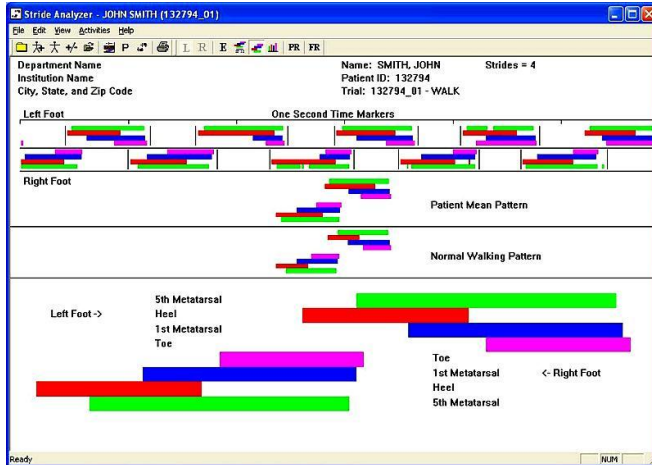 Stride Analyzer - JOHN SMITH (132794_01)
File Edit View Activities Help
+/- P L R E PR FR
Department Name Name: SMITH, JOHN Strides = 4
Institution Name Patient ID: 132794
City, State, and Zip Code Trial: 132794_01 - WALK
Left Foot One Second Time Markers
Right Foot
Patient Mean Pattern
Normal Walking Pattern
5th Metatarsal
Left Foot -> Heel
1st Metatarsal
Toe
Toe
1st Metatarsal <- Right Foot
Heel
5th Metatarsal
Ready NUM